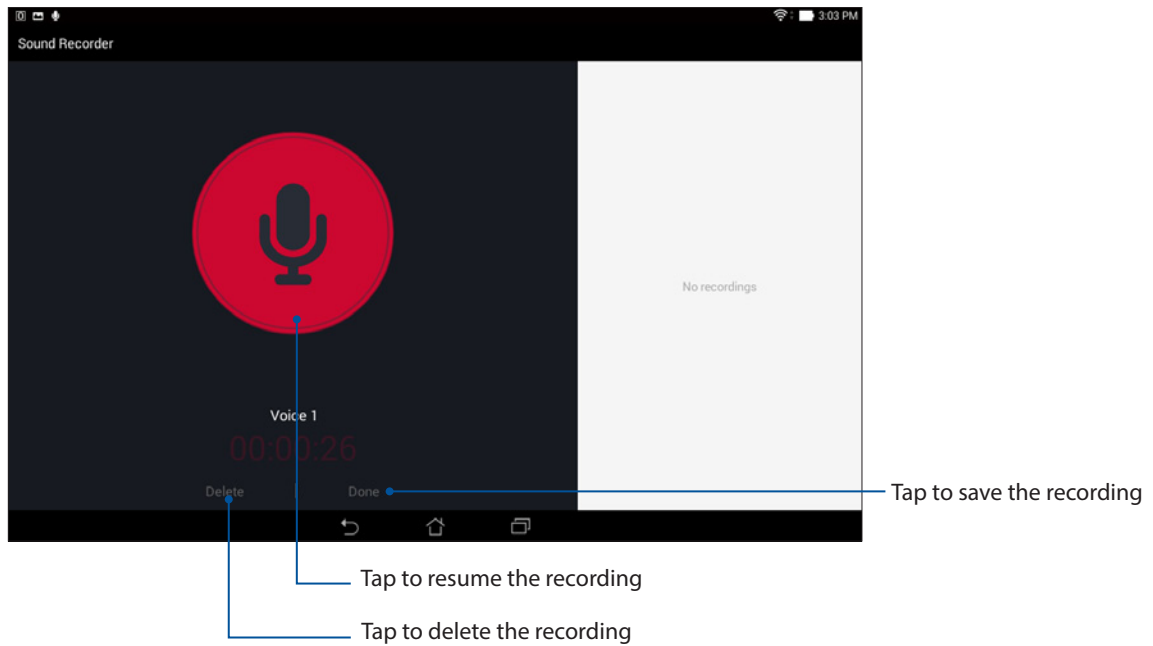 3:03 PM
Sound Recorder
No recordings
Voice 1
00:00:26
Delete
Done
Tap to save the recording
Tap to resume the recording
Tap to delete the recording